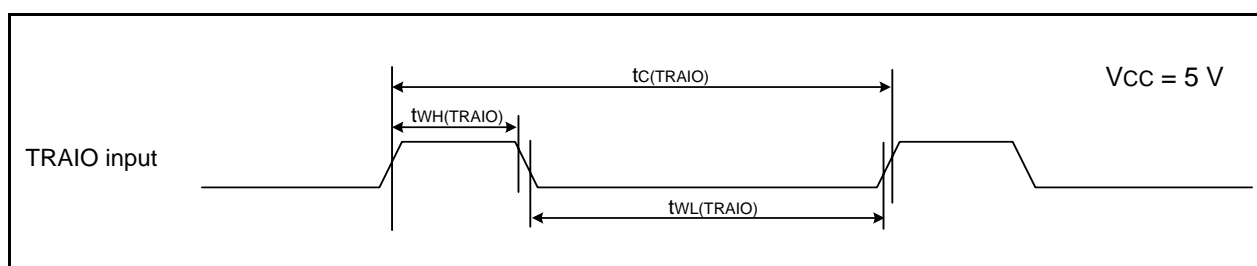 tC(TRAIO)
VCC = 5 V
tWH(TRAIO)
TRAIO input
tWL(TRAIO)